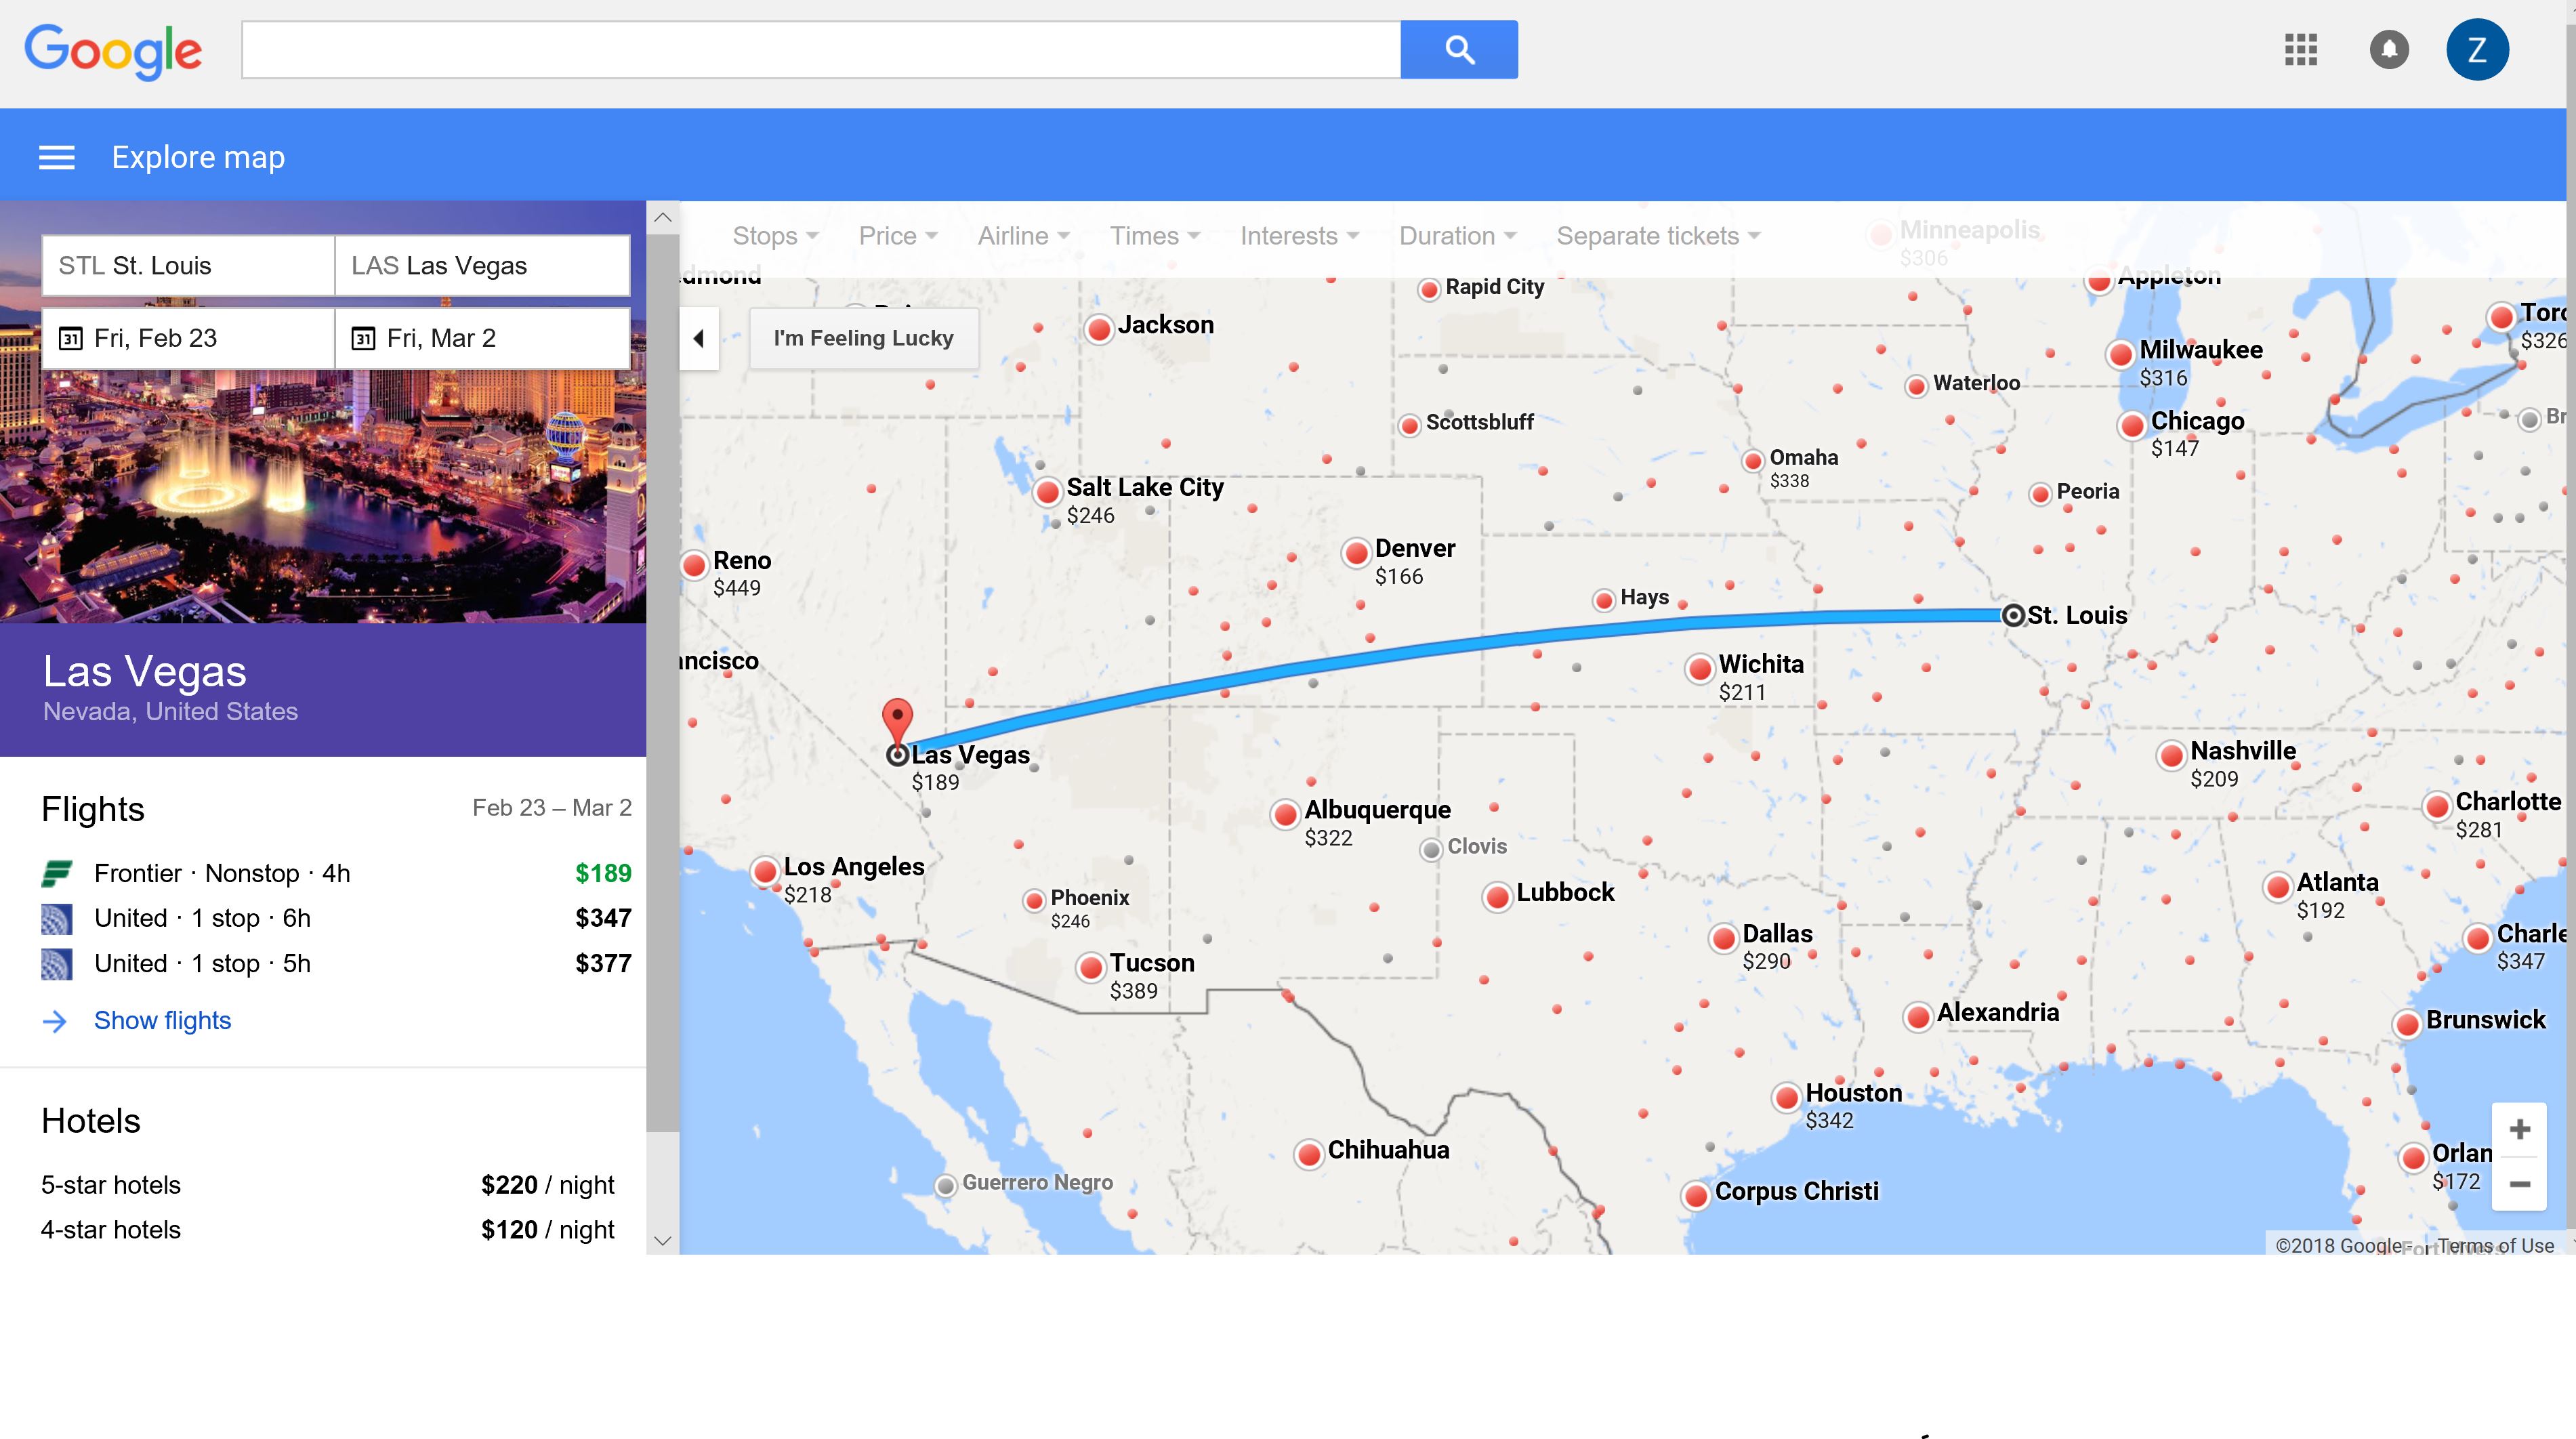 Google
Z
Explore map
STL St. Louis
LAS Las Vegas
31 Fri, Feb 23
31 Fri, Mar 2
Las Vegas
Nevada, United States
Flights
Feb 23 – Mar 2
Frontier · Nonstop · 4h $189
United · 1 stop · 6h $347
United · 1 stop · 5h $377
Show flights
Hotels
5-star hotels $220 / night
4-star hotels $120 / night
Stops
Price
Airline
Times
Interests
Duration
Separate tickets
Minneapolis
$306
I'm Feeling Lucky
Jackson
Rapid City
Appleton
$326
Milwaukee
$316
Waterloo
Chicago
$147
Scottsbluff
Omaha
$338
Peoria
Salt Lake City
$246
Denver
$166
Reno
$449
Hays
St. Louis
ancisco
Wichita
$211
Las Vegas
$189
Nashville
$209
Albuquerque
$322
Charlotte
$281
Clovis
Los Angeles
$218
Phoenix
$246
Lubbock
Atlanta
$192
Dallas
$290
Charle
$347
Tucson
$389
Alexandria
Brunswick
Houston
$342
Chihuahua
Orlan
$172
Guerrero Negro
Corpus Christi
+
−
©2018 Google - Terms of Use